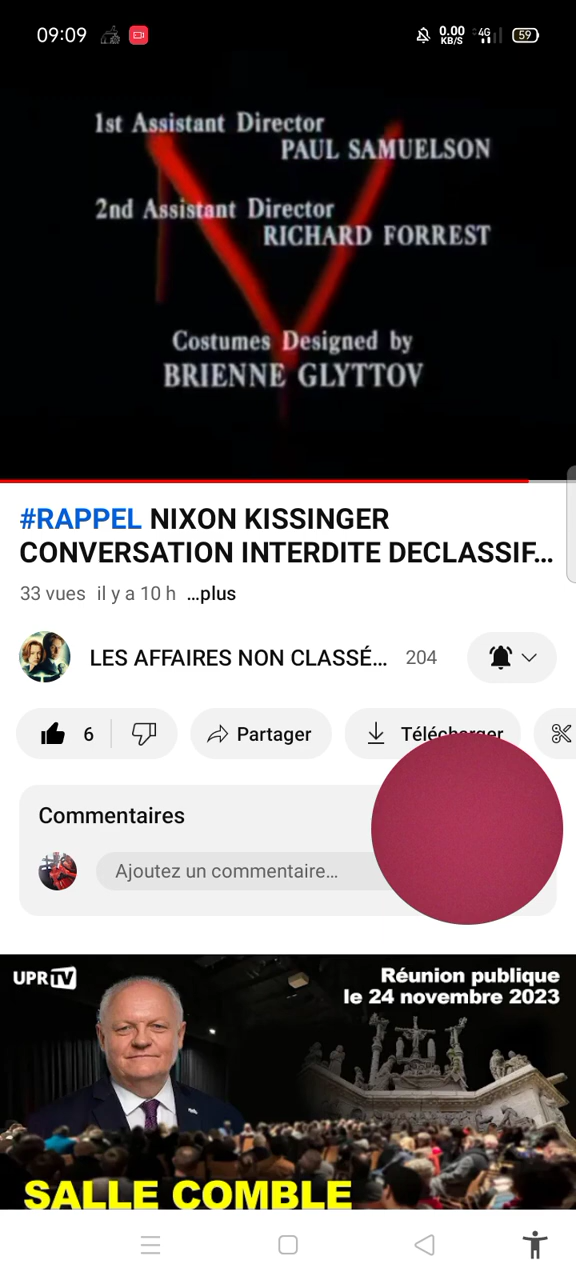 09:09
0.00
KB/S
4G
59
1st Assistant Director
PAUL SAMUELSON
2nd Assistant Director
RICHARD FORREST
Costumes Designed by
BRIENNE GLYTTOV
#RAPPEL NIXON KISSINGER
CONVERSATION INTERDITE DECLASSIF...
33 vues il y a 10 h ...plus
LES AFFAIRES NON CLASSÉ... 204
6
Partager
Télécharger
Commentaires
Ajoutez un commentaire...
UPR TV
Réunion publique
le 24 novembre 2023
SALLE COMBLE